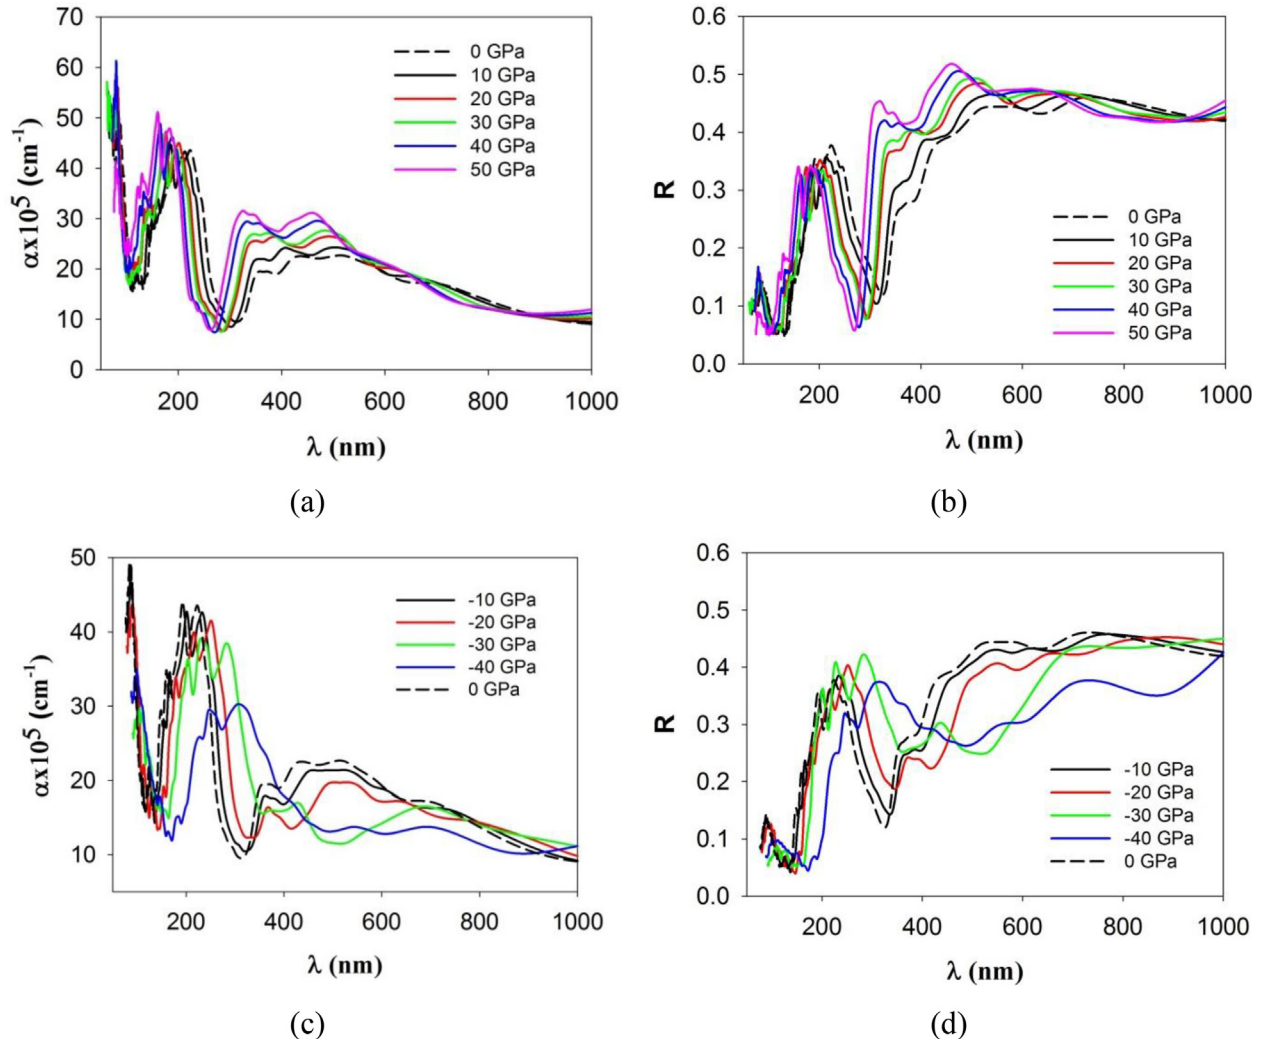 70
60
50
40
30
20
10
0
αx10⁵ (cm⁻¹)
0 GPa
10 GPa
20 GPa
30 GPa
40 GPa
50 GPa
200
400
600
800
1000
λ (nm)
(a)
0.6
0.5
0.4
0.3
0.2
0.1
0.0
R
0 GPa
10 GPa
20 GPa
30 GPa
40 GPa
50 GPa
200
400
600
800
1000
λ (nm)
(b)
50
40
30
20
10
αx10⁵ (cm⁻¹)
-10 GPa
-20 GPa
-30 GPa
-40 GPa
0 GPa
200
400
600
800
1000
λ (nm)
(c)
0.6
0.5
0.4
0.3
0.2
0.1
0.0
R
-10 GPa
-20 GPa
-30 GPa
-40 GPa
0 GPa
200
400
600
800
1000
λ (nm)
(d)